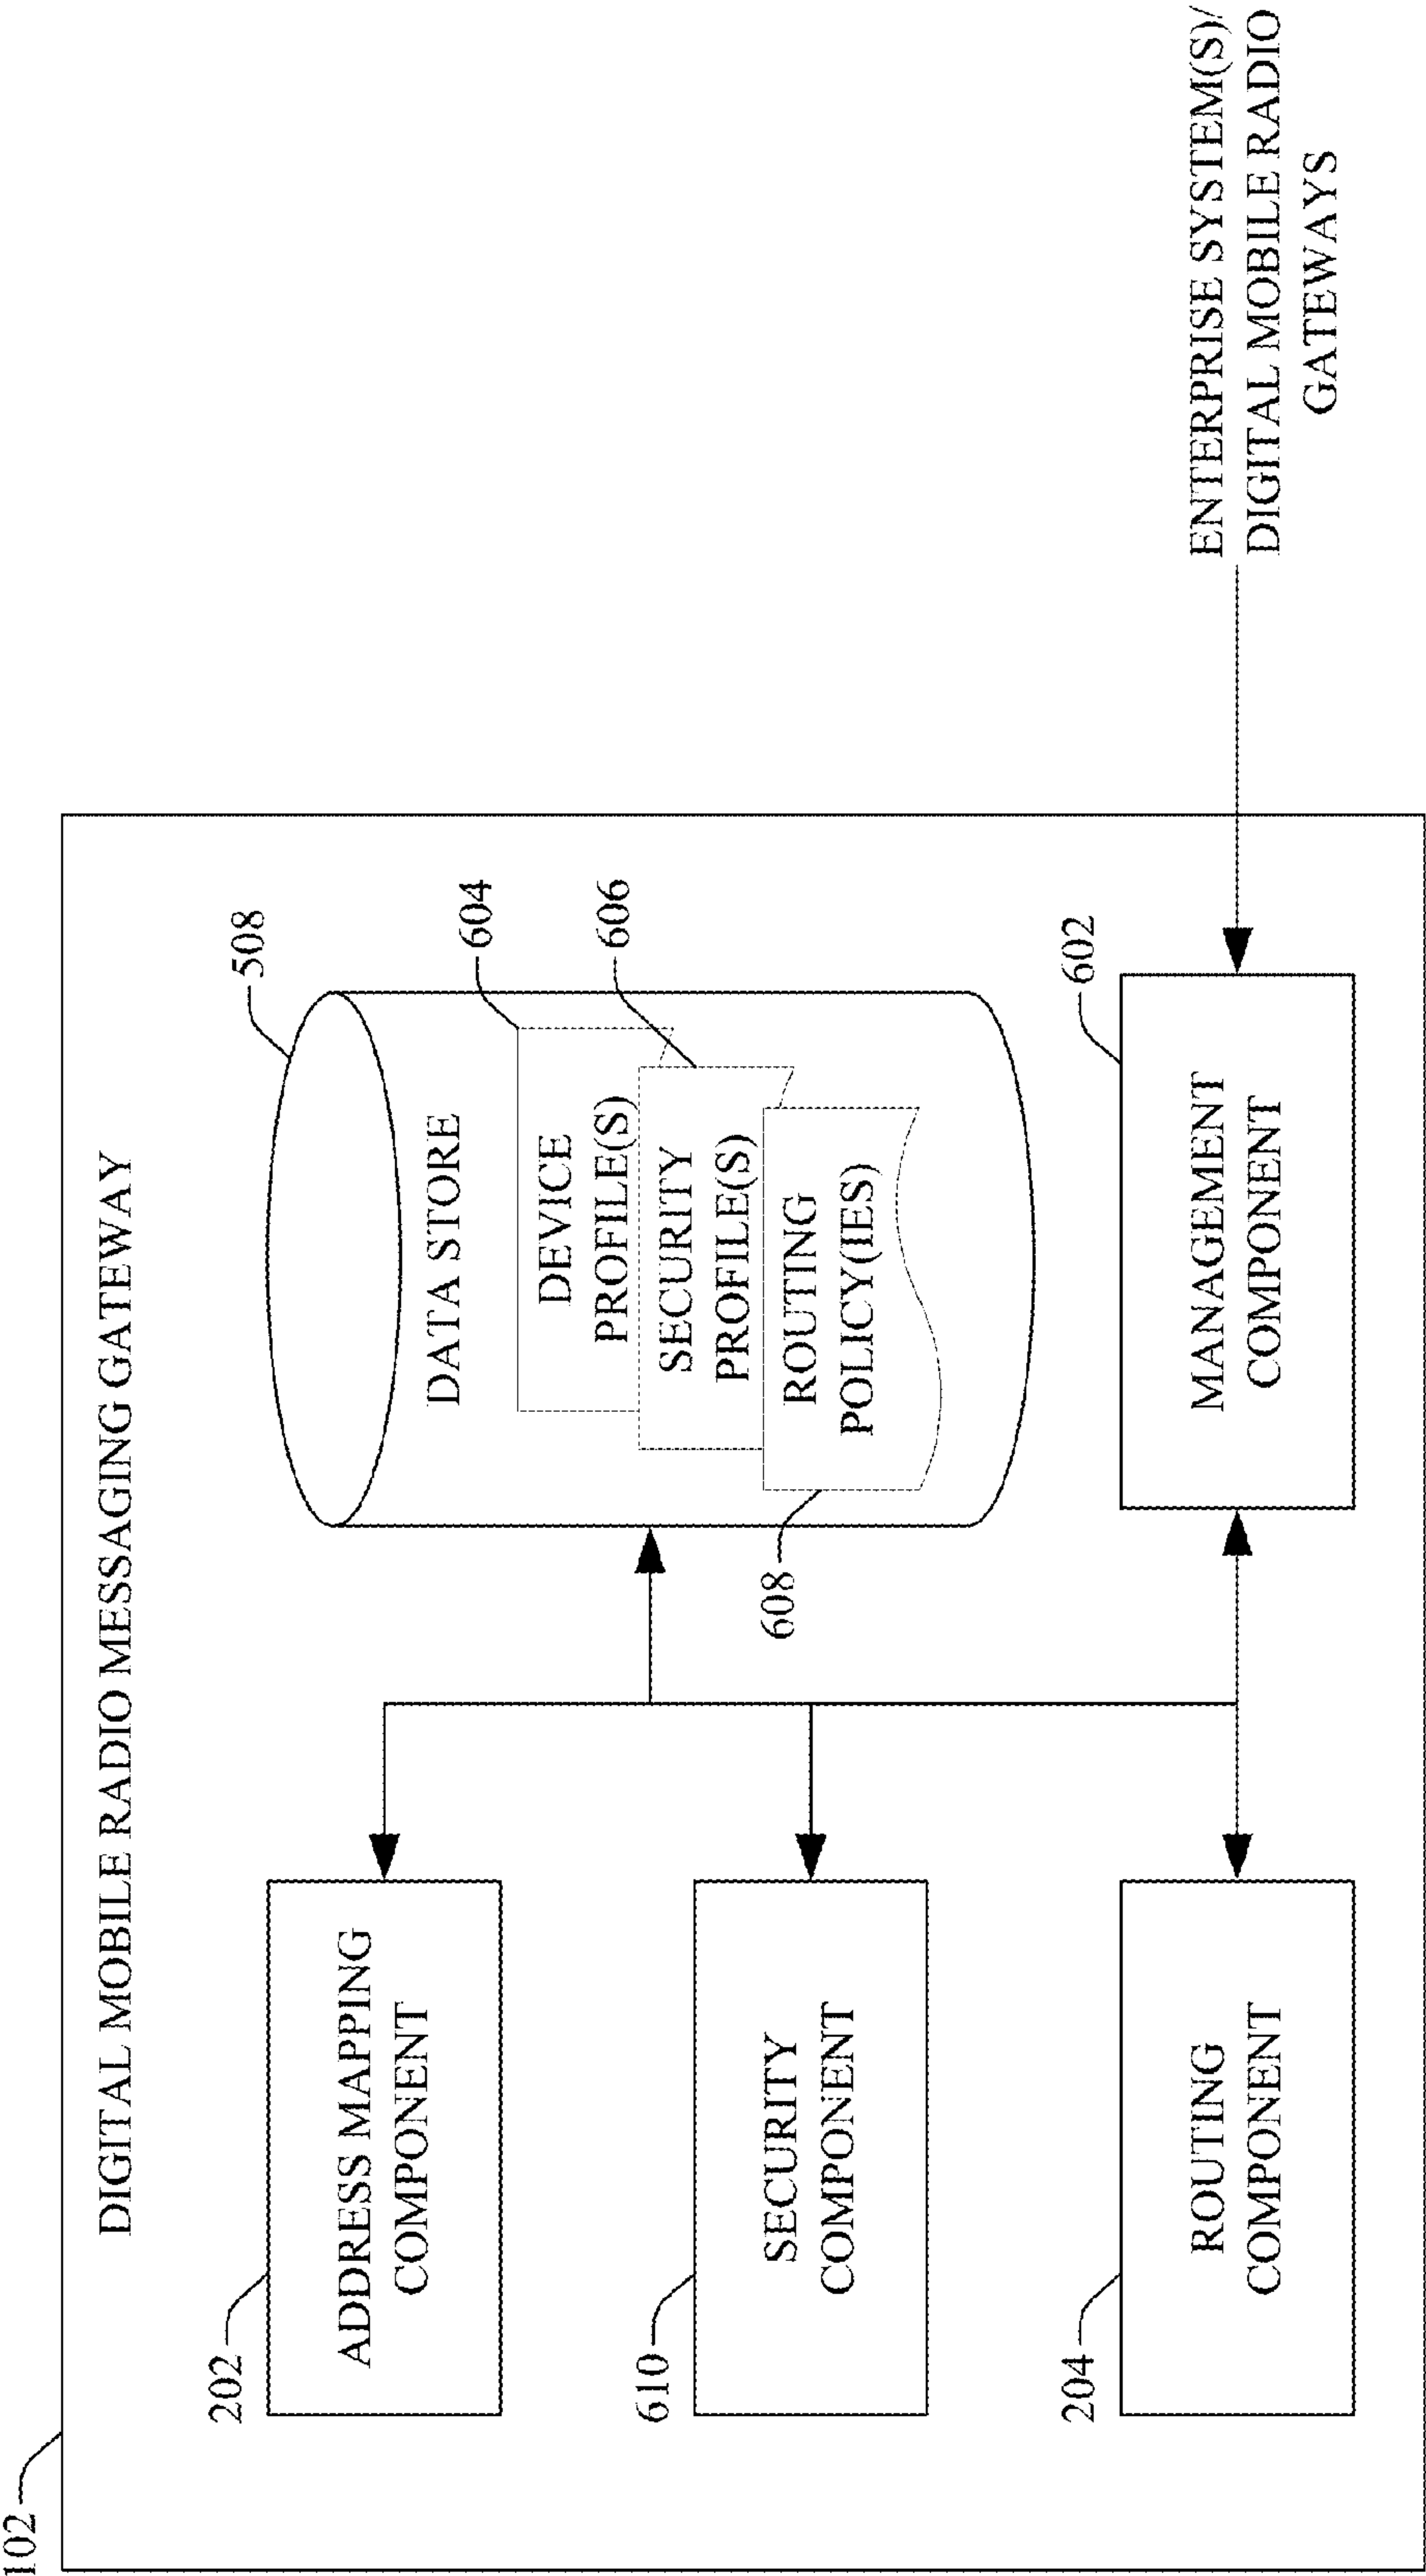 102
DIGITAL MOBILE RADIO MESSAGING GATEWAY
202
ADDRESS MAPPING
COMPONENT
508
DATA STORE
604
DEVICE
PROFILE(S)
606
SECURITY
PROFILE(S)
608
ROUTING
POLICY(IES)
610
SECURITY
COMPONENT
204
ROUTING
COMPONENT
602
MANAGEMENT
COMPONENT
ENTERPRISE SYSTEM(S)/
DIGITAL MOBILE RADIO
GATEWAYS